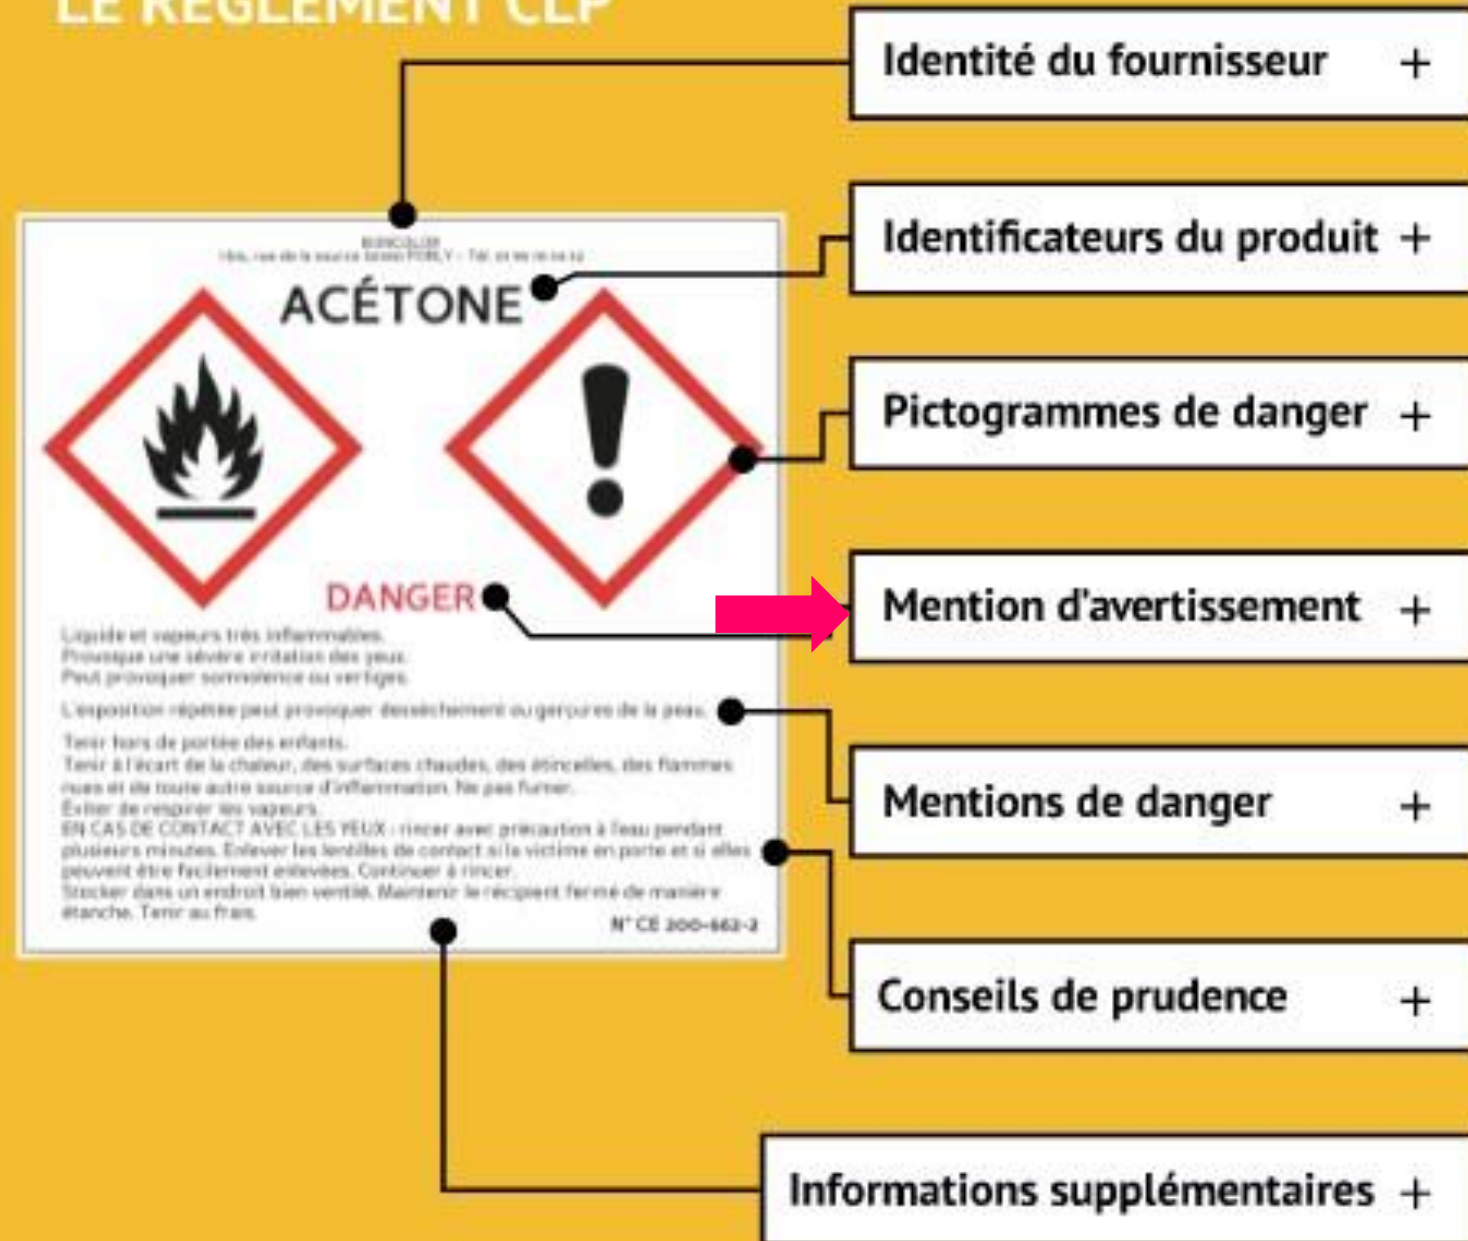 LE RÈGLEMENT CLP
Identité du fournisseur +
Identificateurs du produit +
Pictogrammes de danger +
Mention d'avertissement +
Mentions de danger +
Conseils de prudence +
Informations supplémentaires +
ACÉTONE
DANGER
Liquide et vapeurs très inflammables.
Provoque une sévère irritation des yeux.
Peut provoquer somnolence ou vertiges.
L'exposition répétée peut provoquer dessèchement ou gerçures de la peau.
Tenir hors de portée des enfants.
Tenir à l'écart de la chaleur, des surfaces chaudes, des étincelles, des flammes
nues et de toute autre source d'inflammation. Ne pas fumer.
Eviter de respirer les vapeurs.
EN CAS DE CONTACT AVEC LES YEUX : rincer avec précaution à l'eau pendant
plusieurs minutes. Enlever les lentilles de contact si la victime en porte et si elles
peuvent être facilement enlevées. Continuer à rincer.
Stocker dans un endroit bien ventilé. Maintenir le récipient fermé de manière
étanche. Tenir au frais.
N° CE 200-662-2